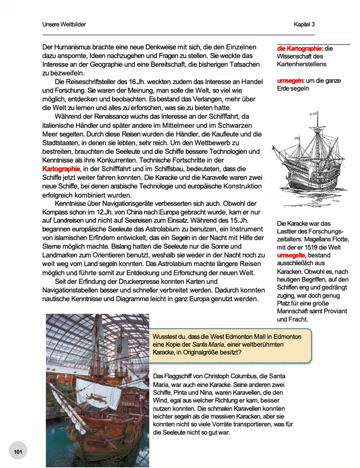 Unsere Weltbilder
Kapitel 3
Der Humanismus brachte eine neue Denkweise mit sich, die den Einzelnen
dazu anspornte, Ideen nachzugehen und Fragen zu stellen. Sie weckte das
Interesse an der Geographie und eine Bereitschaft, die bisherigen Tatsachen
zu bezweifeln.
Die Reiseschriftsteller des 16.Jh. weckten zudem das Interesse an Handel
und Forschung. Sie waren der Meinung, man solle die Welt, so viel wie
möglich, entdecken und beobachten. Es bestand das Verlangen, mehr über
die Welt zu lernen und alles zu erforschen, was sie zu bieten hatte.
Während der Renaissance wuchs das Interesse an der Schifffahrt, da
italienische Händler und später andere im Mittelmeer und im Schwarzen
Meer segelten. Durch diese Reisen wurden die Händler, die Kaufleute und die
Stadtstaaten, in denen sie lebten, sehr reich. Um den Wettbewerb zu
bestreiten, brauchten die Seeleute und die Schiffe bessere Technologien und
Kenntnisse als ihre Konkurrenten. Technische Fortschritte in der
Kartographie, in der Schifffahrt und im Schiffsbau, bedeuteten, dass die
Schiffe jetzt weiter fahren konnten. Die Karacke und die Karavelle waren zwei
neue Schiffe, bei denen arabische Technologie und europäische Konstruktion
erfolgreich kombiniert wurden.
Kenntnisse über Navigationsgeräte verbesserten sich auch. Obwohl der
Kompass schon im 12.Jh. von China nach Europa gebracht wurde, kam er nur
auf Landreisen und nicht auf Seereisen zum Einsatz. Während des 15. Jh.
begannen europäische Seeleute das Astrolabium zu benutzen, ein Instrument
von islamischen Erfindern entwickelt, das ein Segeln in der Nacht mit Hilfe der
Sterne möglich machte. Bislang hatten die Seeleute nur die Sonne und
Landmarken zum Orientieren benutzt, weshalb sie weder in der Nacht noch zu
weit weg vom Land segeln konnten. Das Astrolabium machte längere Reisen
möglich und führte somit zur Entdeckung und Erforschung der neuen Welt.
Seit der Erfindung der Druckerpresse konnten Karten und
Navigationstabellen besser und schneller verbreitet werden. Dadurch konnten
nautische Kenntnisse und Diagramme leicht in ganz Europa genutzt werden.
die Kartographie: die
Wissenschaft des
Kartenherstellens
umsegeln: um die ganze
Erde segeln
Die Karacke war das
Lasttier des Forschungs-
zeitalters. Magellans Flotte,
mit der er 1519 die Welt
umsegelte, bestand
ausschließlich aus
Karacken. Obwohl es, nach
heutigen Begriffen, auf den
Schiffen eng und gedrängt
zuging, war doch genug
Platz für eine große
Mannschaft samt Proviant
und Fracht.
Wusstest du, dass die West Edmonton Mall in Edmonton
eine Kopie der Santa Maria, einer weltberühmten
Karacke, in Originalgröße besitzt?
Das Flaggschiff von Christoph Columbus, die Santa
Maria, war auch eine Karacke. Seine anderen zwei
Schiffe, Pinta und Nina, waren Karavellen, die den
Wind, egal aus welcher Richtung er kam, besser
nutzen konnten. Die schmalen Karavellen konnten
leichter segeln als die massiven Karacken, aber sie
konnten nicht so viele Vorräte transportieren, was für
die Seeleute nicht so gut war.
101